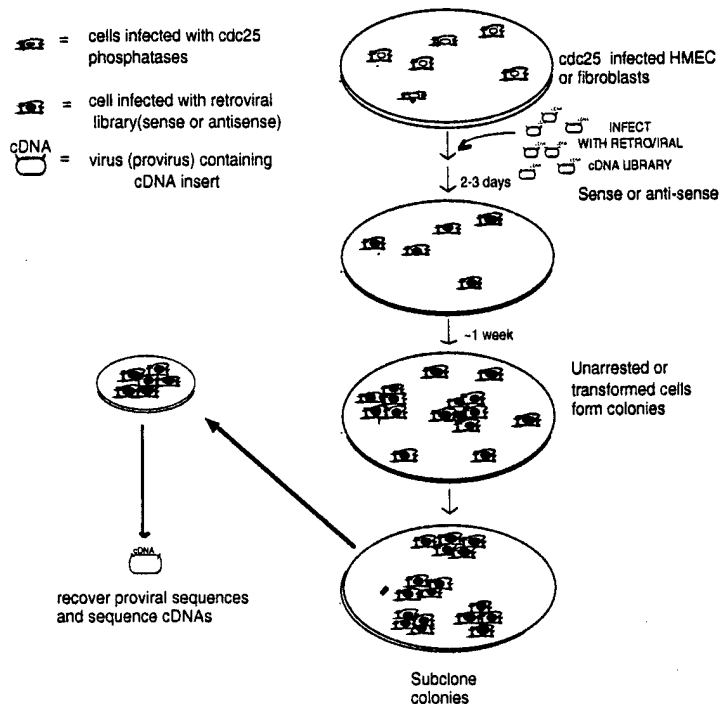 = cells infected with cdc25
phosphatases
= cell infected with retroviral
library(sense or antisense)
cDNA
= virus (provirus) containing
cDNA insert
cdc25 infected HMEC
or fibroblasts
INFECT
WITH RETROVIRAL
cDNA LIBRARY
2-3 days
Sense or anti-sense
~1 week
Unarrested or
transformed cells
form colonies
Subclone
colonies
cDNA
recover proviral sequences
and sequence cDNAs